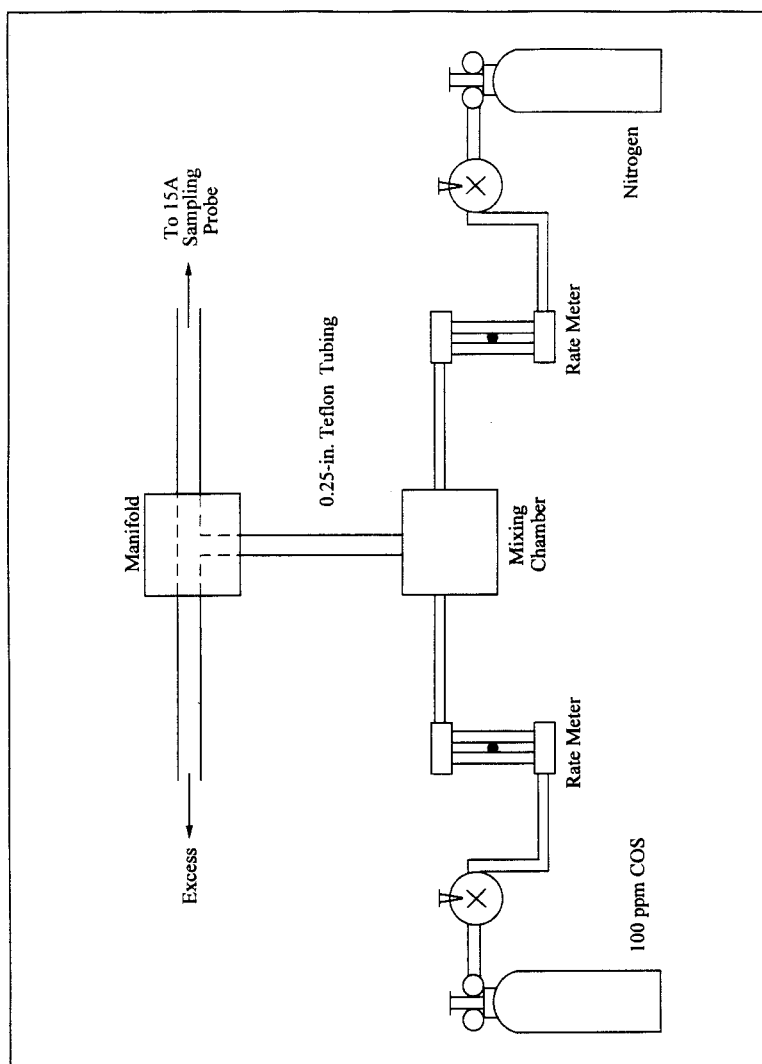 Excess
To 15A
Sampling
Probe
Manifold
0.25-in. Teflon Tubing
Mixing
Chamber
Rate Meter
Rate Meter
100 ppm COS
Nitrogen